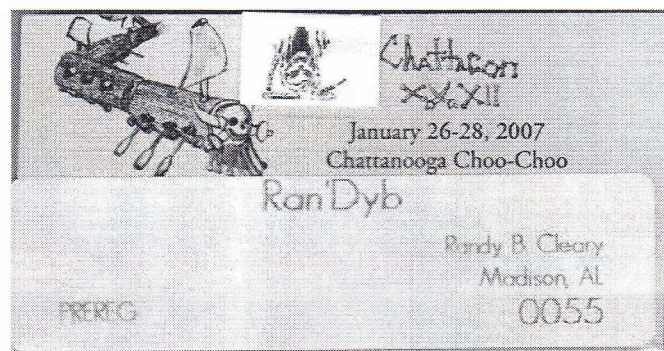 Chattacon
XXXII
January 26-28, 2007
Chattanooga Choo-Choo
Ran'Dyb
Randy B. Cleary
Madison, AL
PREREG
0055